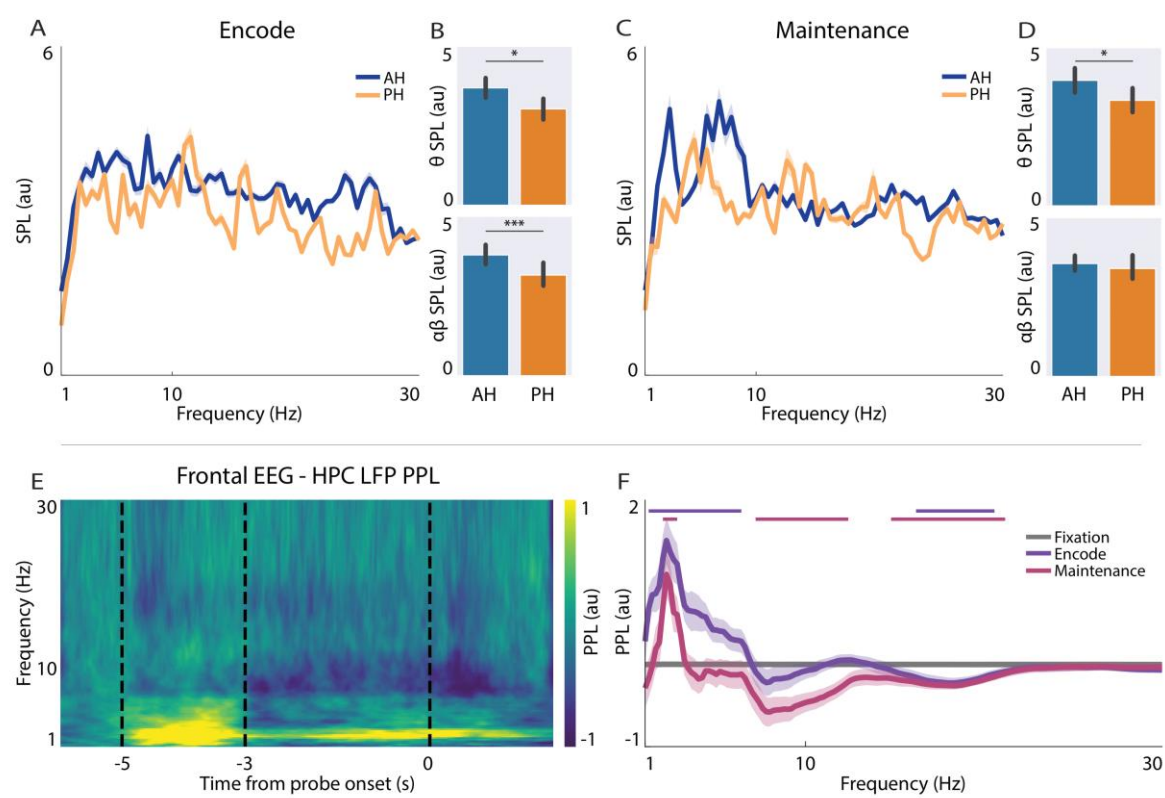 A
Encode
6
AH
PH
SPL (au)
0
1
10
30
Frequency (Hz)
B
5
*
θ SPL (au)
0
5
***
αβ SPL (au)
0
AH
PH
C
Maintenance
6
AH
PH
SPL (au)
0
1
10
30
Frequency (Hz)
D
5
*
θ SPL (au)
0
5
αβ SPL (au)
0
AH
PH
E
Frontal EEG - HPC LFP PPL
30
10
1
Frequency (Hz)
-5
-3
0
Time from probe onset (s)
1
-1
PPL (au)
F
2
Fixation
Encode
Maintenance
PPL (au)
-1
1
10
30
Frequency (Hz)